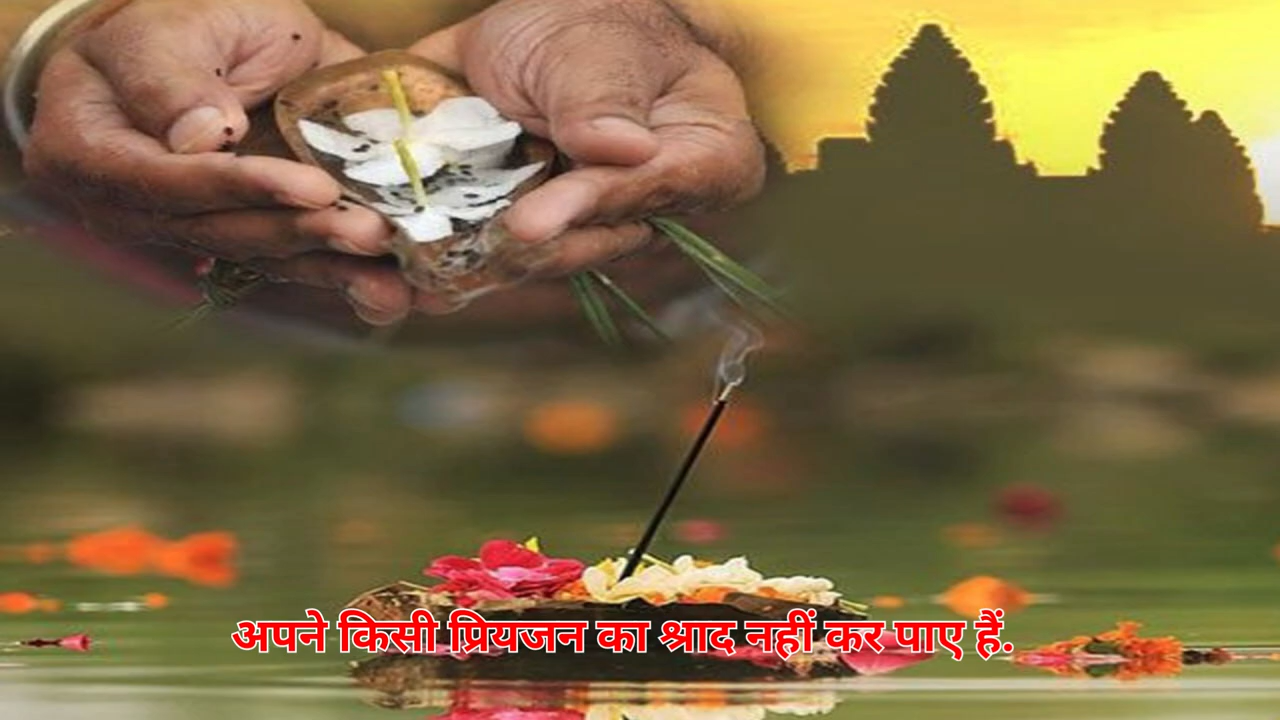 अपने किसी प्रियजन का श्राद नहीं कर पाए हैं.